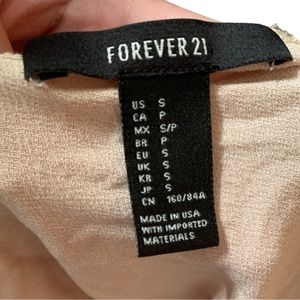 FOREVER 21
US S
CA P
MX S/P
BR P
EU S
UK S
KR S
JP S
CN 160/84A
MADE IN USA
WITH IMPORTED
MATERIALS